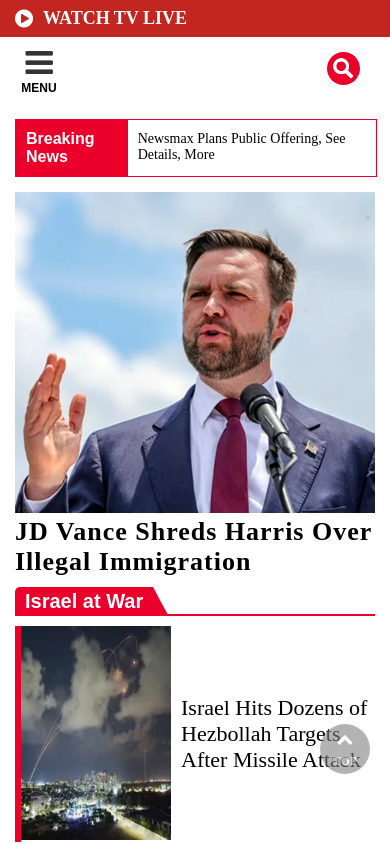 WATCH TV LIVE
MENU
Breaking
News
Newsmax Plans Public Offering, See
Details, More
JD Vance Shreds Harris Over
Illegal Immigration
Israel at War
Israel Hits Dozens of
Hezbollah Targets
After Missile Attack